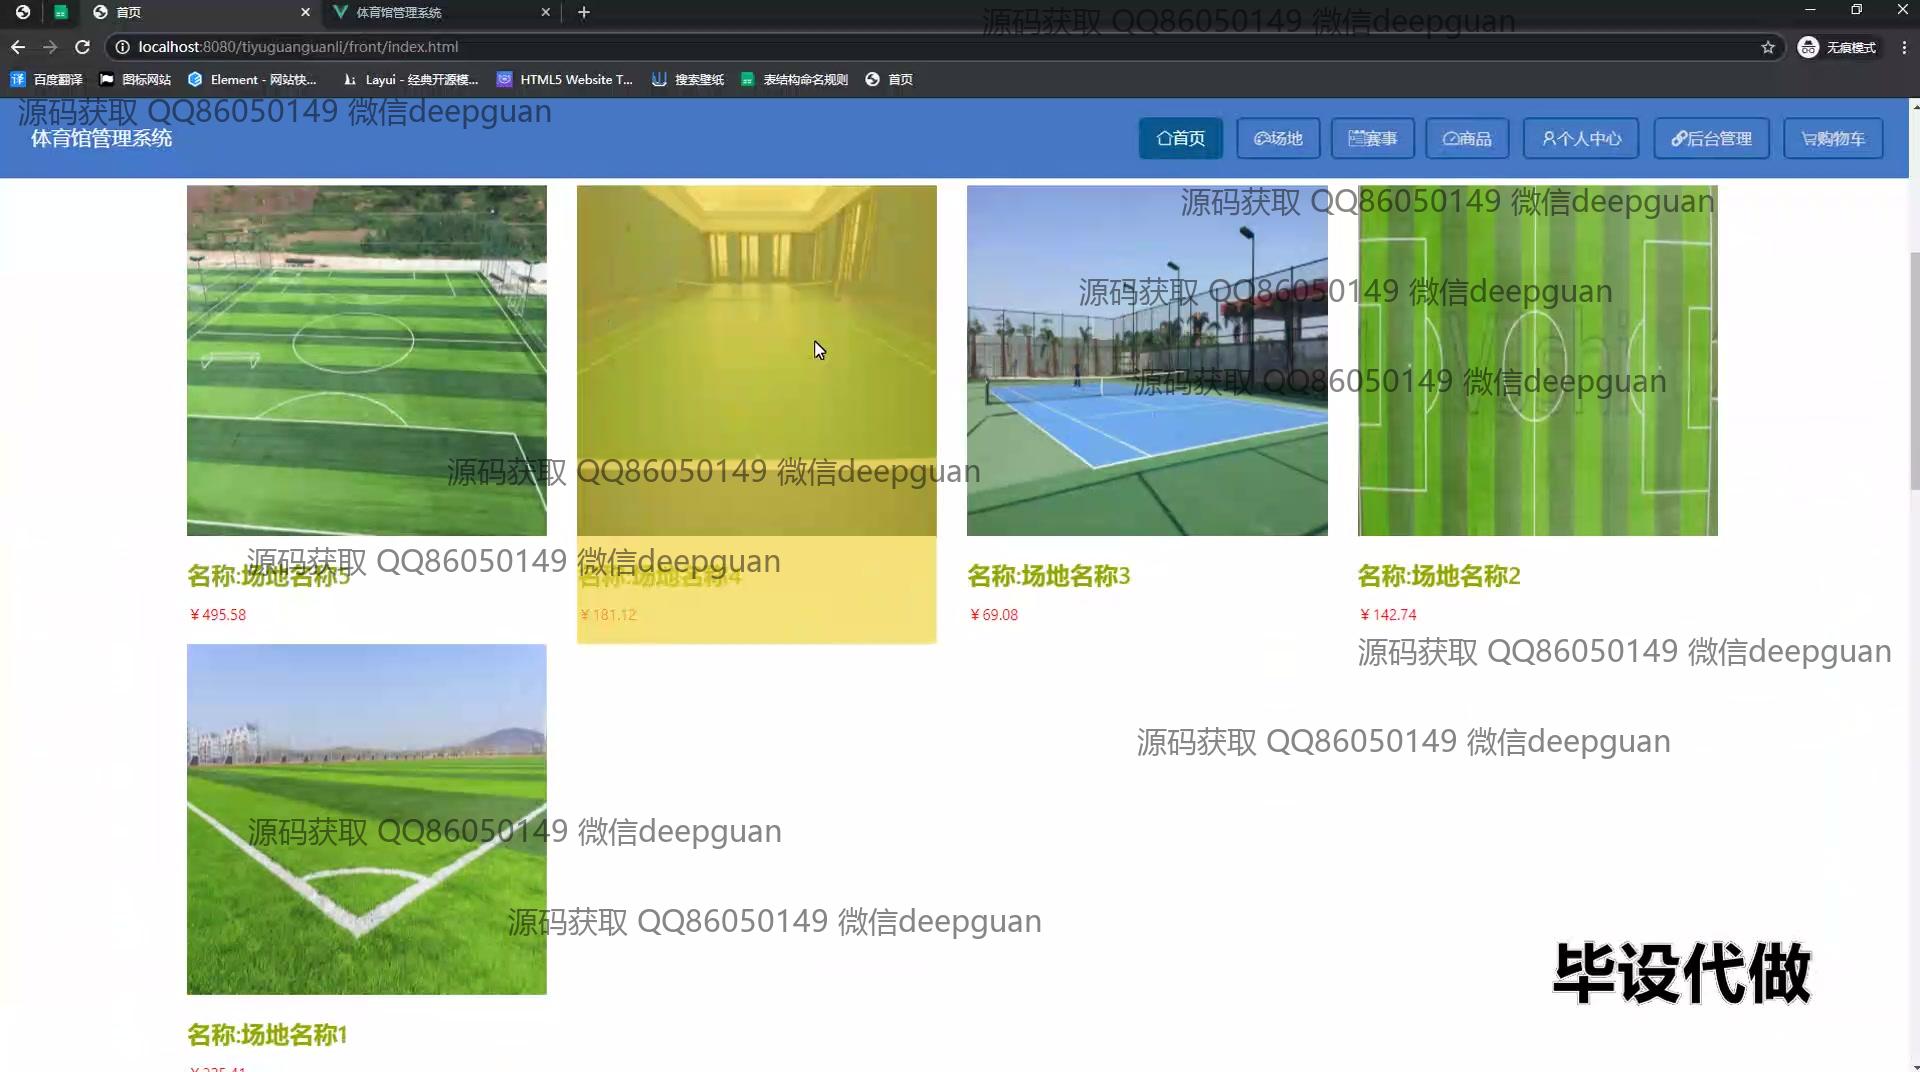 首页
体育馆管理系统
源码获取 QQ86050149 微信deepguan
localhost:8080/tiyuguanguanli/front/index.html
无痕模式
百度翻译
图标网站
Element - 网站快...
Layui - 经典开源模...
HTML5 Website T...
搜索壁纸
表结构命名规则
首页
源码获取 QQ86050149 微信deepguan
体育馆管理系统
首页
场地
赛事
商品
个人中心
后台管理
购物车
源码获取 QQ86050149 微信deepguan
源码获取 QQ86050149 微信deepguan
源码获取 QQ86050149 微信deepguan
源码获取 QQ86050149 微信deepguan
源码获取 QQ86050149 微信deepguan
名称:场地名称5
名称:场地名称4
名称:场地名称3
名称:场地名称2
￥495.58
￥181.12
￥69.08
￥142.74
源码获取 QQ86050149 微信deepguan
源码获取 QQ86050149 微信deepguan
源码获取 QQ86050149 微信deepguan
源码获取 QQ86050149 微信deepguan
毕设代做
名称:场地名称1